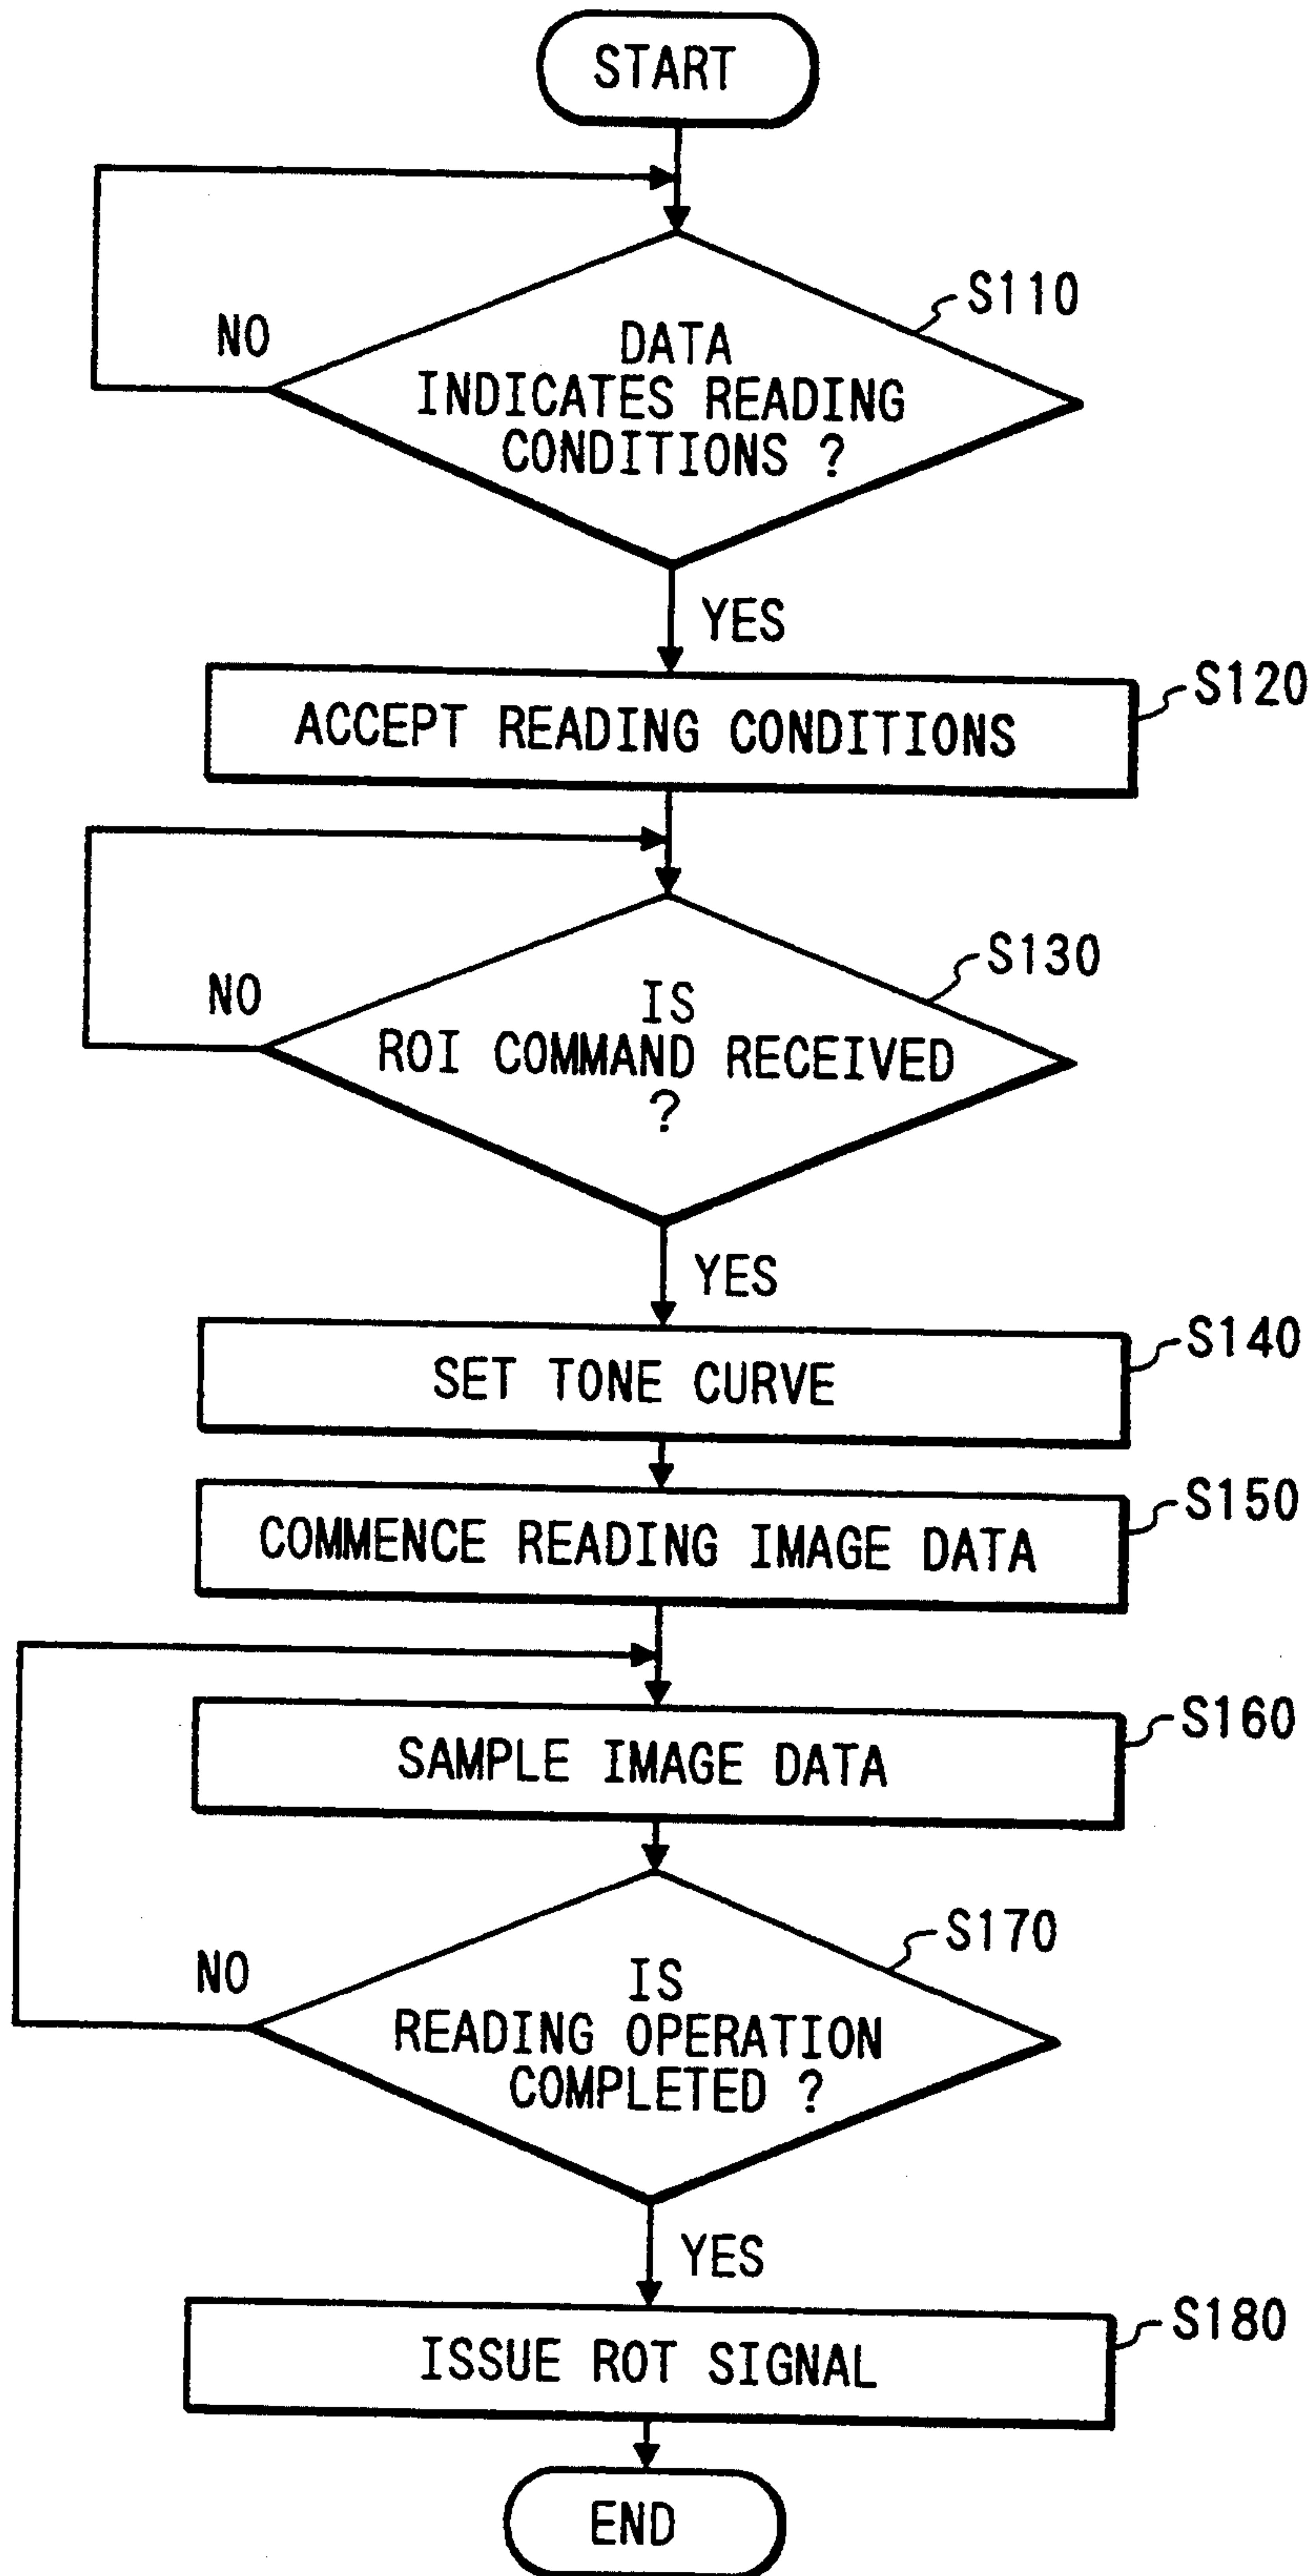 START
S110
NO
DATA
INDICATES READING
CONDITIONS ?
YES
S120
ACCEPT READING CONDITIONS
S130
NO
IS
ROI COMMAND RECEIVED
?
YES
S140
SET TONE CURVE
S150
COMMENCE READING IMAGE DATA
S160
SAMPLE IMAGE DATA
S170
NO
IS
READING OPERATION
COMPLETED ?
YES
S180
ISSUE ROT SIGNAL
END